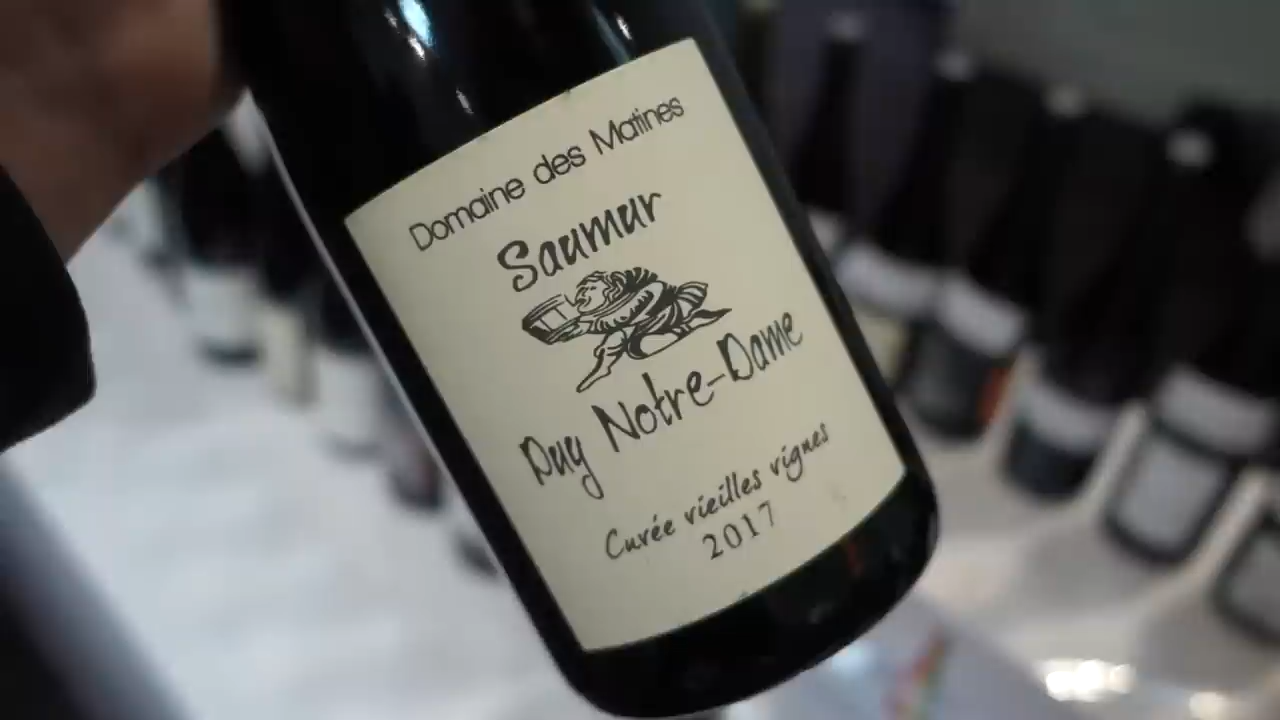 Domaine des Matines
Saumur
Puy Notre-Dame
Cuvée vieilles vignes
2017